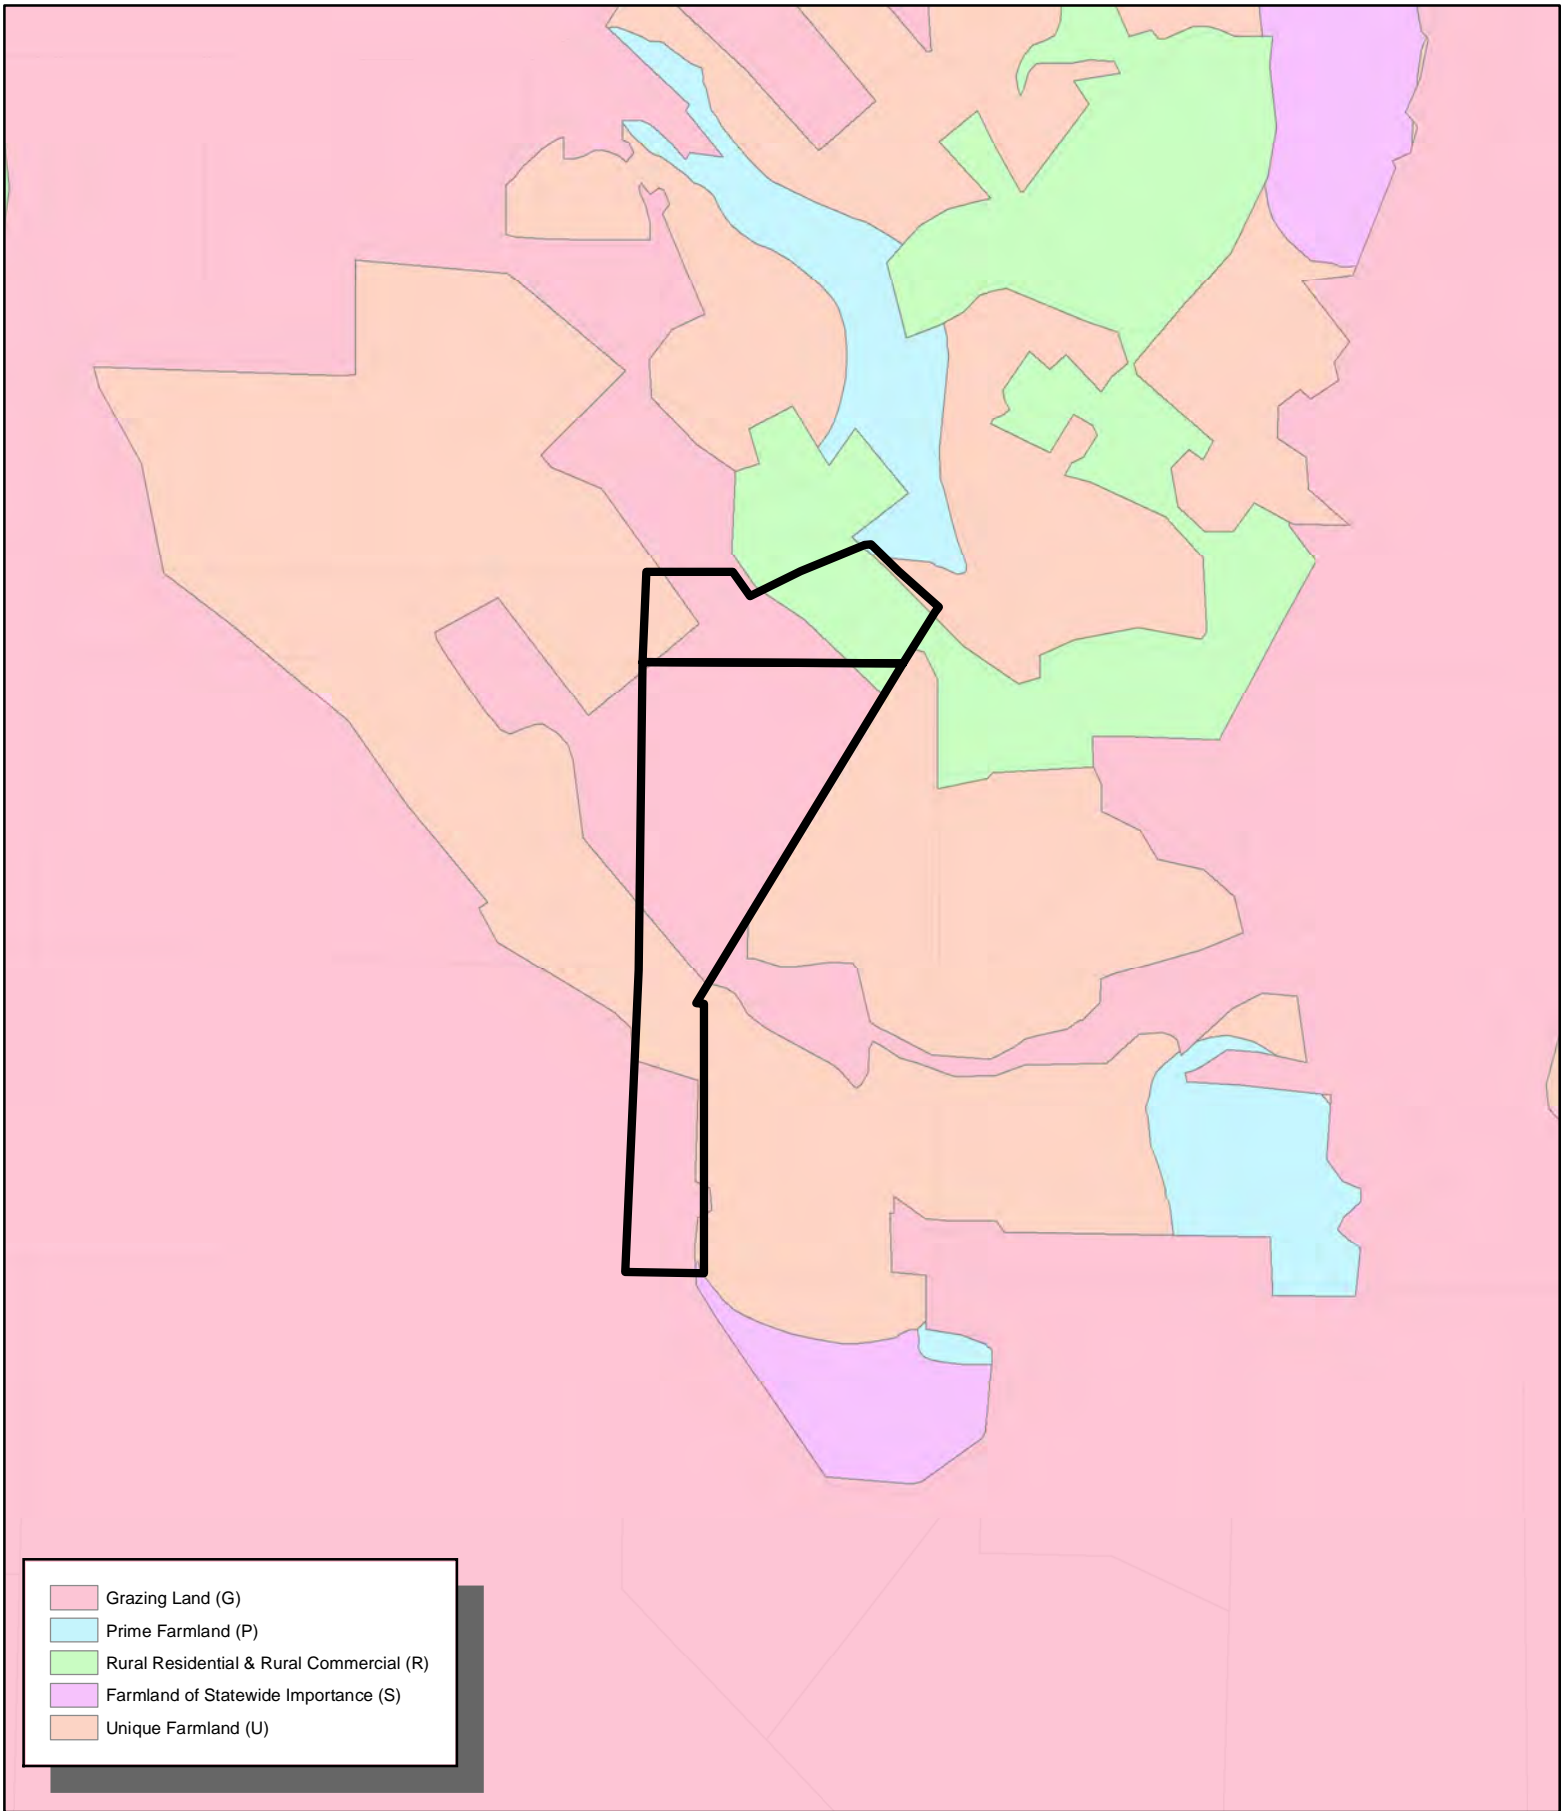 Grazing Land (G)
Prime Farmland (P)
Rural Residential & Rural Commercial (R)
Farmland of Statewide Importance (S)
Unique Farmland (U)